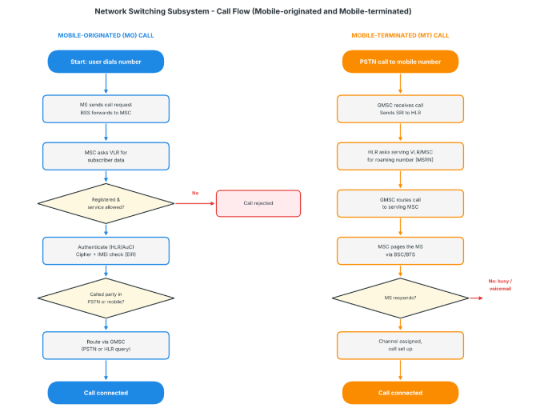 Network Switching Subsystem - Call Flow (Mobile-originated and Mobile-terminated)
MOBILE-ORIGINATED (MO) CALL
Start: user dials number
MS sends call request
BSS forwards to MSC
MSC asks VLR for
subscriber data
Registered &
service allowed?
No
Call rejected
Authenticate (HLR/AuC)
Cipher + IMEI check (EIR)
Called party in
PSTN or mobile?
Route via GMSC
(PSTN or HLR query)
Call connected
MOBILE-TERMINATED (MT) CALL
PSTN call to mobile number
GMSC receives call
Sends SRI to HLR
HLR asks serving VLR/MSC
for roaming number (MSRN)
GMSC routes call
to serving MSC
MSC pages the MS
via BSC/BTS
MS responds?
No: busy /
voicemail
Channel assigned,
call set up
Call connected